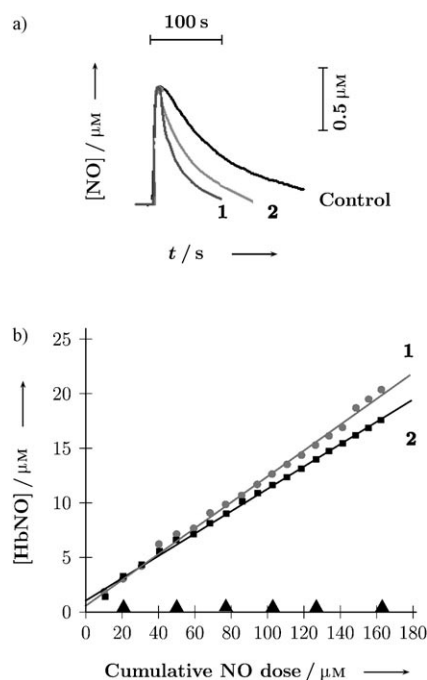 a)
100 s
[NO] / μM
0.5 μM
1
2
Control
t / s
b)
[HbNO] / μM
25
20
15
10
5
0
1
2
0 20 40 60 80 100 120 140 160 180
Cumulative NO dose / μM